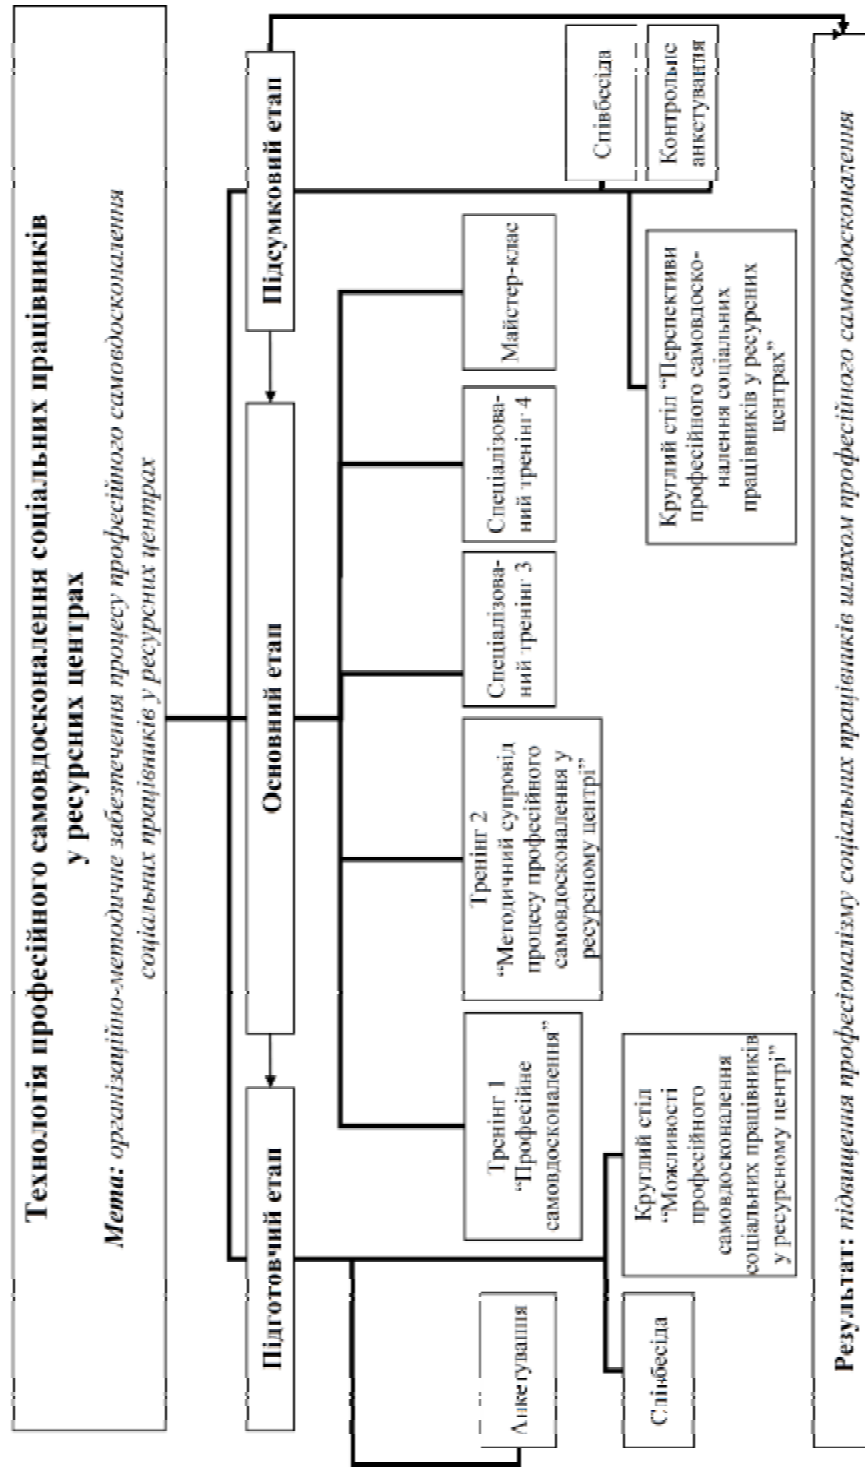 Технологія професійного самовдосконалення соціальних працівників
у ресурсних центрах
Мета: організаційно-методичне забезпечення процесу професійного самовдосконалення
соціальних працівників у ресурсних центрах
Підготовчий етап
Основний етап
Підсумковий етап
Анкетування
Співбесіда
Круглий стіл
“Можливості
професійного
самовдосконалення
соціальних працівників
у ресурсному центрі”
Тренінг 1
“Професійне
самовдосконалення”
Тренінг 2
“Методичний супровід
процесу професійного
самовдосконалення у
ресурсному центрі”
Спеціалізова-
ний тренінг 3
Спеціалізова-
ний тренінг 4
Майстер-клас
Круглий стіл “Перспективи
професійного самовдоско-
налення соціальних
працівників у ресурсних
центрах”
Співбесіда
Контрольне
анкетування
Результат: підвищення професіоналізму соціальних працівників шляхом професійного самовдосконалення